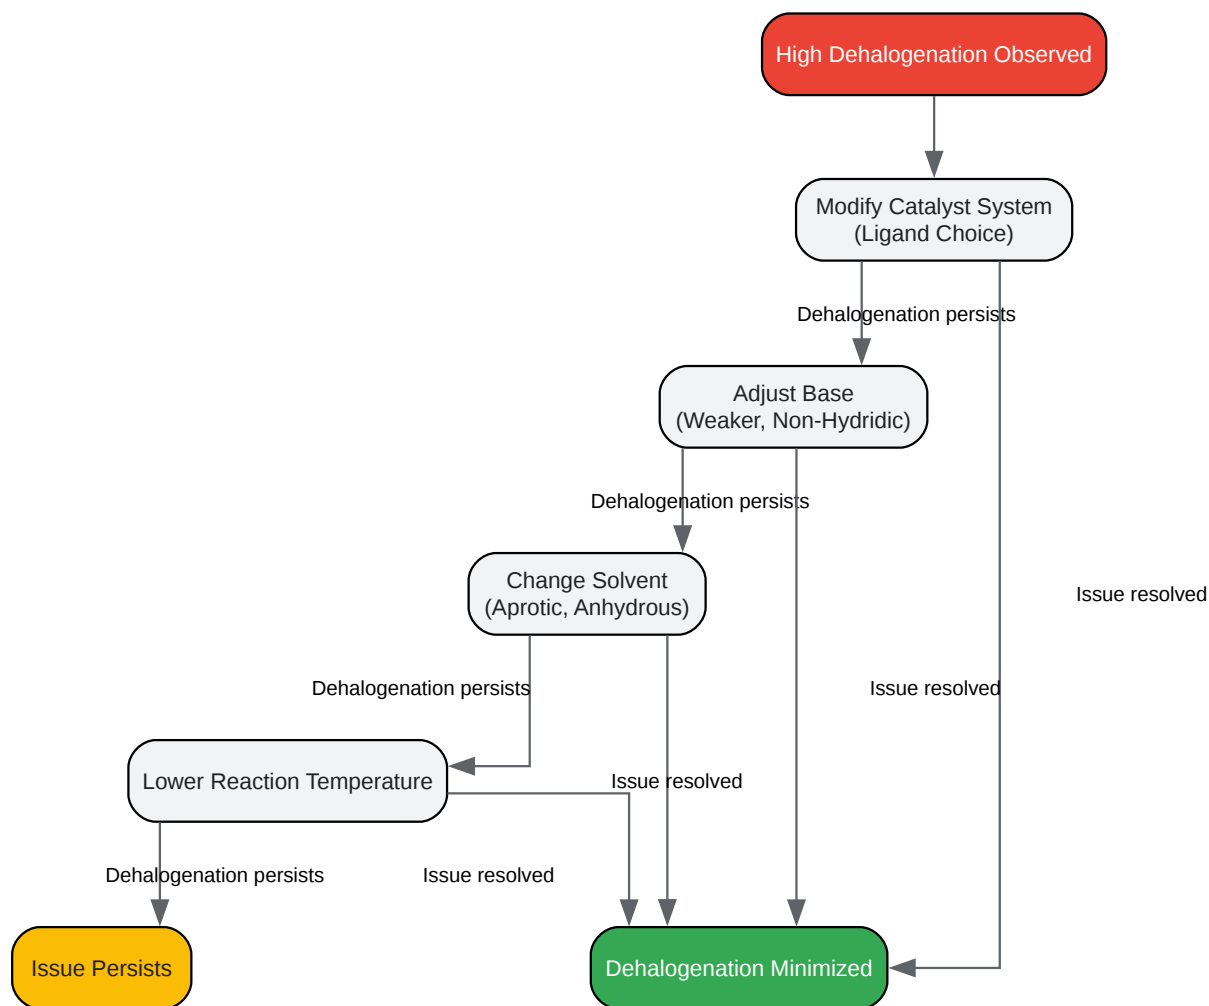 High Dehalogenation Observed
Modify Catalyst System
(Ligand Choice)
Dehalogenation persists
Adjust Base
(Weaker, Non-Hydridic)
Dehalogenation persists
Change Solvent
(Aprotic, Anhydrous)
Issue resolved
Dehalogenation persists
Issue resolved
Lower Reaction Temperature
Issue resolved
Dehalogenation persists
Issue resolved
Issue Persists
Dehalogenation Minimized